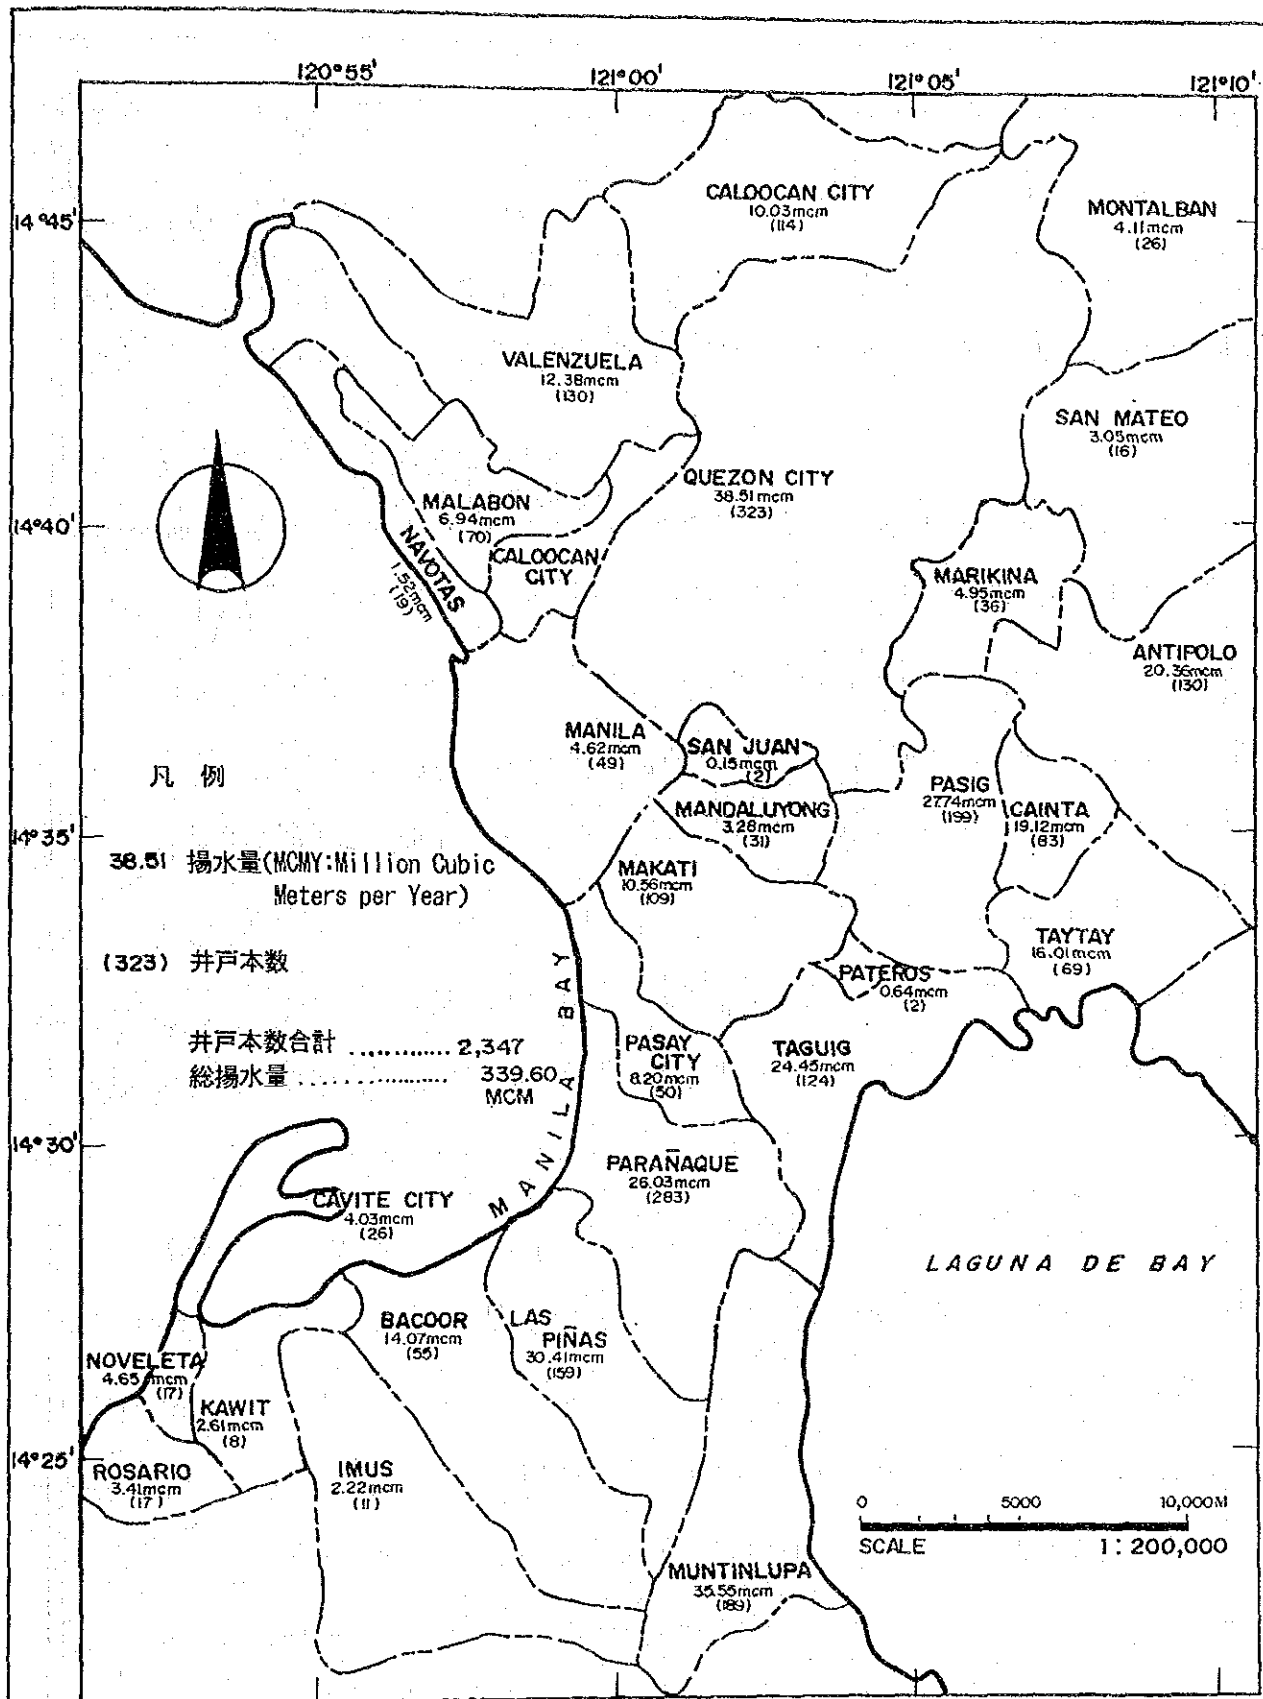 120°55'
121°00'
121°05'
121°10'
14°45'
14°40'
14°35'
14°30'
14°25'
CALOOCAN CITY
10.03mcm
(114)
MONTALBAN
4.11mcm
(26)
VALENZUELA
12.38mcm
(130)
SAN MATEO
3.05mcm
(16)
QUEZON CITY
38.51mcm
(323)
MALABON
6.94mcm
(70)
NAVOTAS
1.52mcm
(19)
CALOOCAN
CITY
MARIKINA
4.95mcm
(36)
ANTIPOLO
20.36mcm
(130)
MANILA
4.62mcm
(49)
SAN JUAN
0.15mcm
(2)
MANDALUYONG
3.28mcm
(31)
PASIG
27.74mcm
(199)
CAINTA
19.12mcm
(83)
MAKATI
10.56mcm
(109)
TAYTAY
16.01mcm
(69)
PATEROS
0.64mcm
(2)
凡 例
38.51 揚水量(MCMY:Million Cubic
Meters per Year)
(323) 井戸本数
井戸本数合計 ............ 2,347
総揚水量 ................ 339.60
MCM
MANILA BAY
PASAY
CITY
8.20mcm
(50)
TAGUIG
24.45mcm
(124)
PARAÑAQUE
26.03mcm
(283)
CAVITE CITY
4.03mcm
(26)
LAGUNA DE BAY
BACOOR
14.07mcm
(55)
LAS
PIÑAS
30.41mcm
(159)
NOVELETA
4.65mcm
(17)
KAWIT
2.61mcm
(8)
ROSARIO
3.41mcm
(17)
IMUS
2.22mcm
(11)
MUNTINLUPA
35.55mcm
(189)
0 5000 10,000M
SCALE 1:200,000